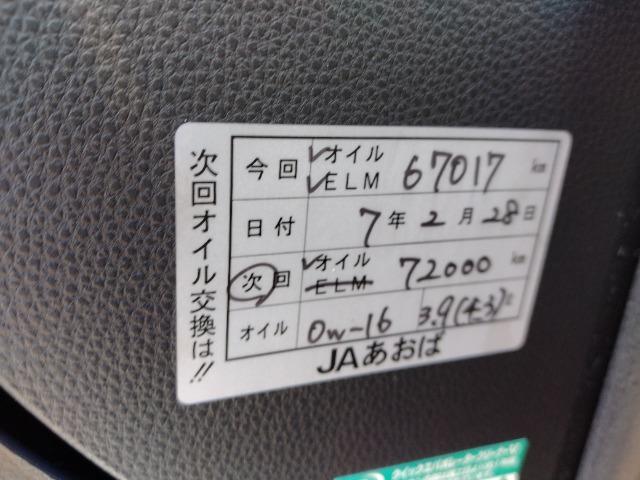 次回オイル交換は!!
今回 ✓オイル ✓ELM 67017 km
日付 7年2月28日
次回 ✓オイル ELM 72000 km
オイル 0w-16 3.9(4.3)ℓ
JAあおば